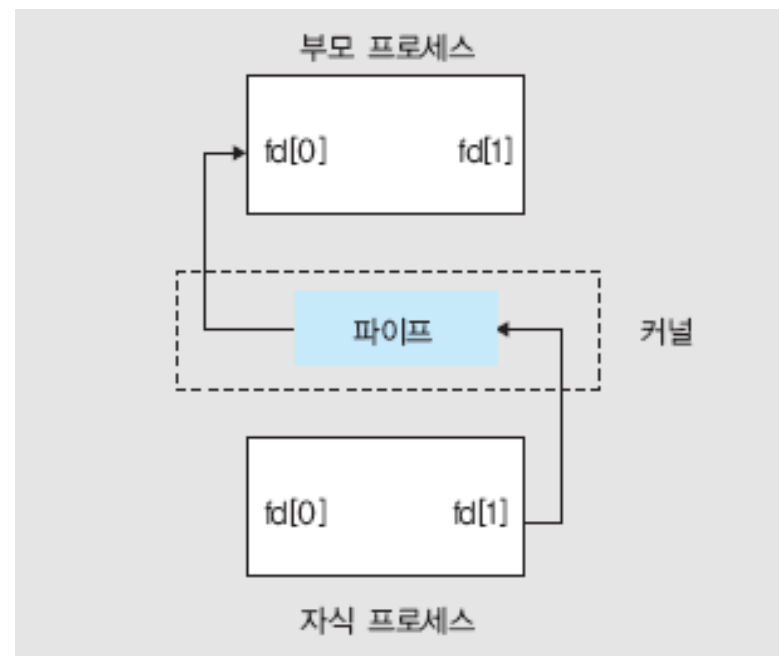 부모 프로세스
fd[0] fd[1]
파이프
커널
fd[0] fd[1]
자식 프로세스